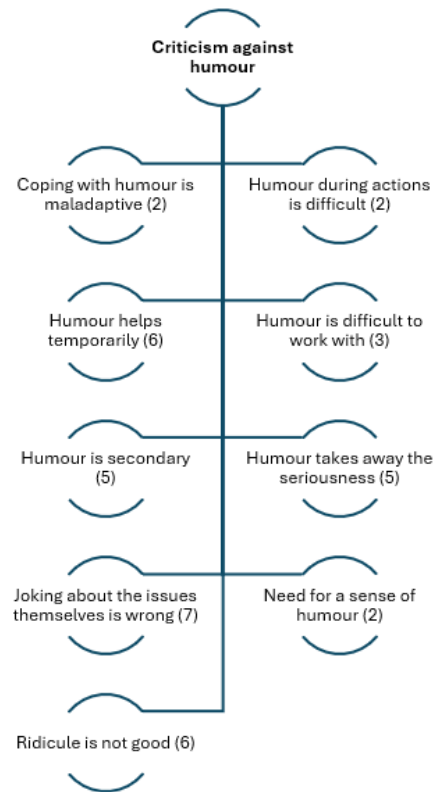 Criticism against
humour
Coping with humour is
maladaptive (2)
Humour during actions
is difficult (2)
Humour helps
temporarily (6)
Humour is difficult to
work with (3)
Humour is secondary
(5)
Humour takes away the
seriousness (5)
Joking about the issues
themselves is wrong (7)
Need for a sense of
humour (2)
Ridicule is not good (6)